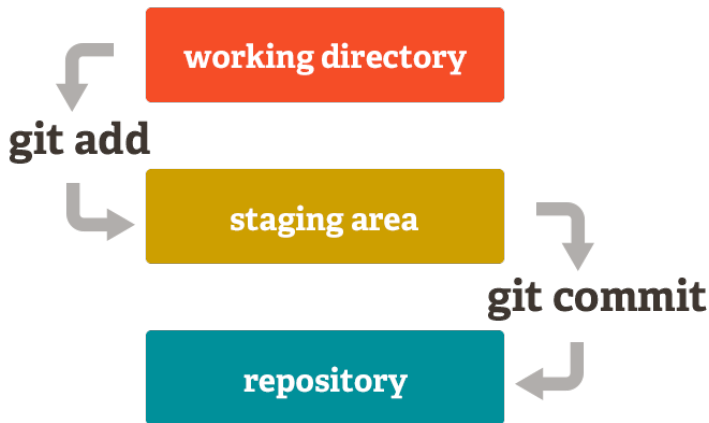 working directory
git add
staging area
git commit
repository